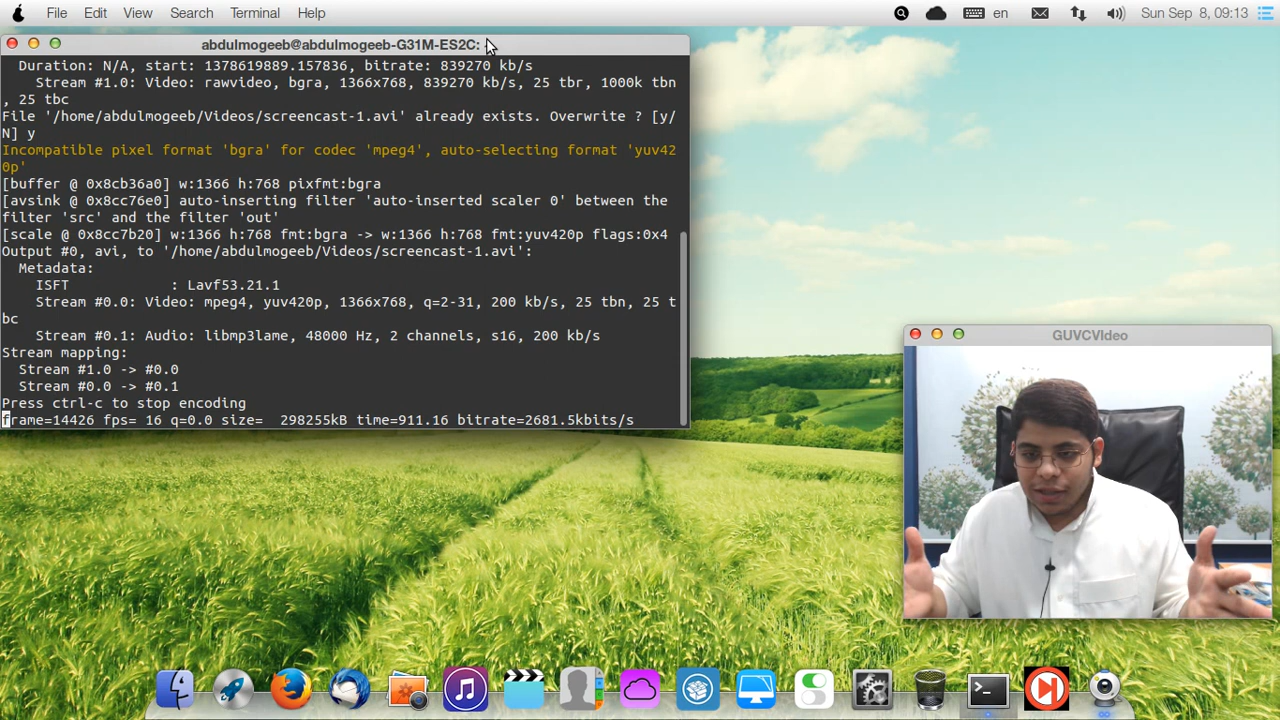 File Edit View Search Terminal Help en Sun Sep 8, 09:13
abdulmogeeb@abdulmogeeb-G31M-ES2C:
Duration: N/A, start: 1378619889.157836, bitrate: 839270 kb/s
Stream #1.0: Video: rawvideo, bgra, 1366x768, 839270 kb/s, 25 tbr, 1000k tbn
, 25 tbc
File '/home/abdulmogeeb/Videos/screencast-1.avi' already exists. Overwrite ? [y/
N] y
Incompatible pixel format 'bgra' for codec 'mpeg4', auto-selecting format 'yuv42
0p'
[buffer @ 0x8cb36a0] w:1366 h:768 pixfmt:bgra
[avsink @ 0x8cc76e0] auto-inserting filter 'auto-inserted scaler 0' between the
filter 'src' and the filter 'out'
[scale @ 0x8cc7b20] w:1366 h:768 fmt:bgra -> w:1366 h:768 fmt:yuv420p flags:0x4
Output #0, avi, to '/home/abdulmogeeb/Videos/screencast-1.avi':
Metadata:
ISFT : Lavf53.21.1
Stream #0.0: Video: mpeg4, yuv420p, 1366x768, q=2-31, 200 kb/s, 25 tbn, 25 t
bc
Stream #0.1: Audio: libmp3lame, 48000 Hz, 2 channels, s16, 200 kb/s
Stream mapping:
Stream #1.0 -> #0.0
Stream #0.0 -> #0.1
Press ctrl-c to stop encoding
frame=14426 fps= 16 q=0.0 size= 298255kB time=911.16 bitrate=2681.5kbits/s
GUVCVIdeo